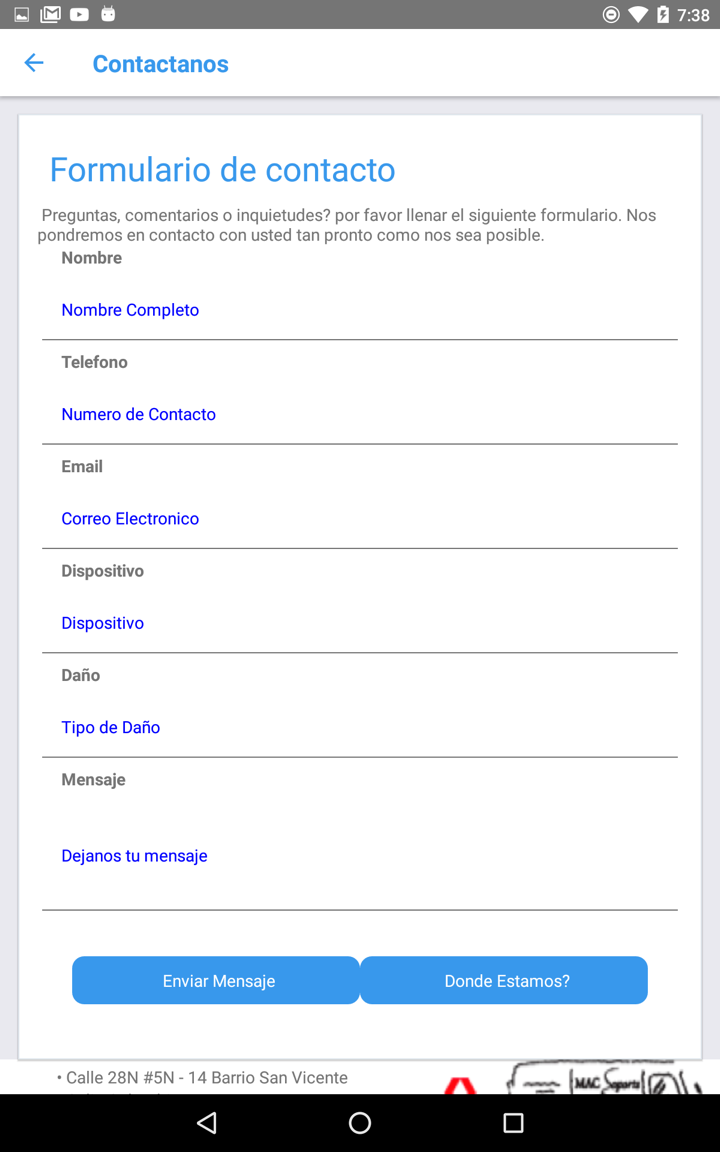 7:38
Contactanos
Formulario de contacto
Preguntas, comentarios o inquietudes? por favor llenar el siguiente formulario. Nos
pondremos en contacto con usted tan pronto como nos sea posible.
Nombre
Nombre Completo
Telefono
Numero de Contacto
Email
Correo Electronico
Dispositivo
Dispositivo
Daño
Tipo de Daño
Mensaje
Dejanos tu mensaje
Enviar Mensaje Donde Estamos?
• Calle 28N #5N - 14 Barrio San Vicente
MAC Soporte